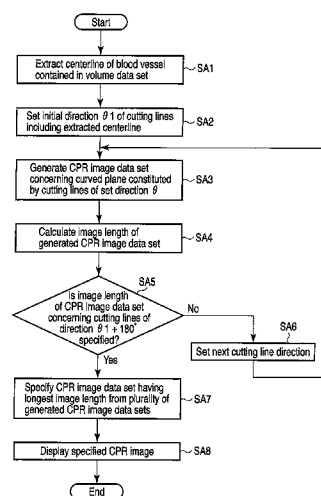 Start
Extract centerline of blood vessel
contained in volume data set
SA1
Set initial direction θ1 of cutting lines
including extracted centerline
SA2
Generate CPR image data set
concerning curved plane constituted
by cutting lines of set direction θ
SA3
Calculate image length of
generated CPR image data set
SA4
SA5
Is image length
of CPR image data set
concerning cutting lines of
direction θ1 + 180°
specified?
No
SA6
Set next cutting line direction
Yes
Specify CPR image data set having
longest image length from plurality of
generated CPR image data sets
SA7
Display specified CPR image
SA8
End